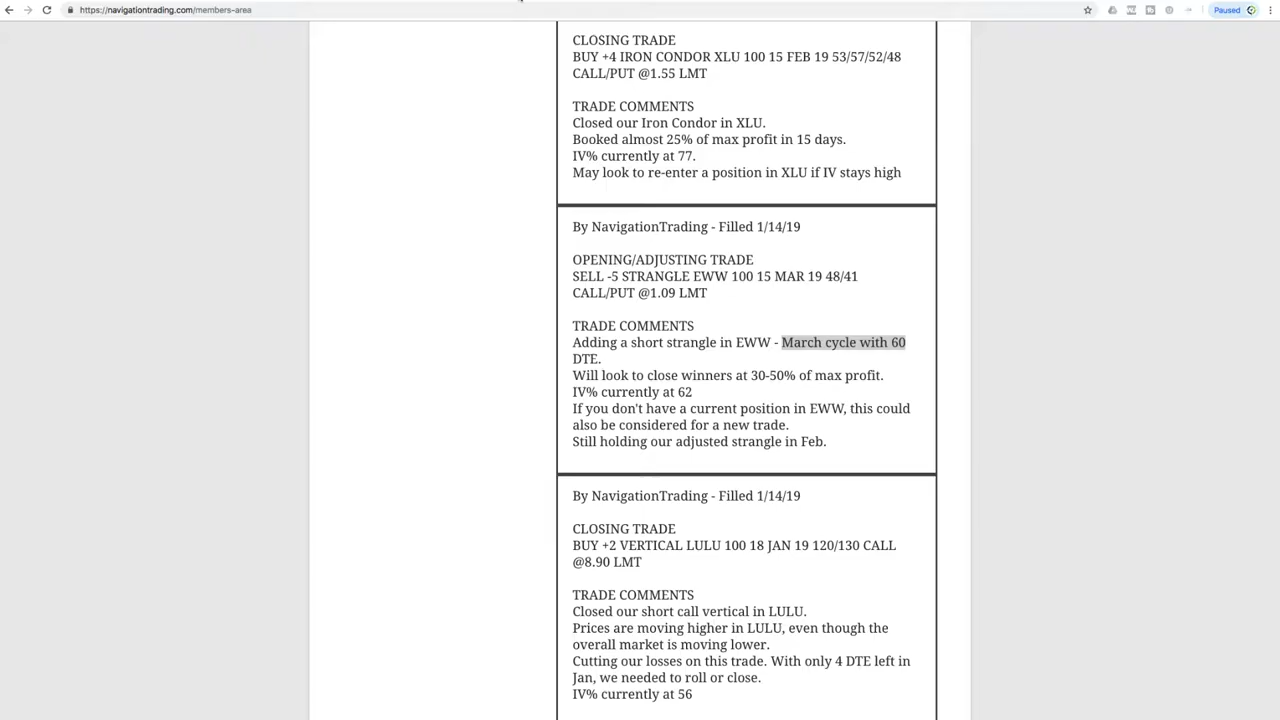 https://navigationtrading.com/members-area
Paused
CLOSING TRADE
BUY +4 IRON CONDOR XLU 100 15 FEB 19 53/57/52/48
CALL/PUT @1.55 LMT
TRADE COMMENTS
Closed our Iron Condor in XLU.
Booked almost 25% of max profit in 15 days.
IV% currently at 77.
May look to re-enter a position in XLU if IV stays high
By NavigationTrading - Filled 1/14/19
OPENING/ADJUSTING TRADE
SELL -5 STRANGLE EWW 100 15 MAR 19 48/41
CALL/PUT @1.09 LMT
TRADE COMMENTS
Adding a short strangle in EWW - March cycle with 60
DTE.
Will look to close winners at 30-50% of max profit.
IV% currently at 62
If you don't have a current position in EWW, this could
also be considered for a new trade.
Still holding our adjusted strangle in Feb.
By NavigationTrading - Filled 1/14/19
CLOSING TRADE
BUY +2 VERTICAL LULU 100 18 JAN 19 120/130 CALL
@8.90 LMT
TRADE COMMENTS
Closed our short call vertical in LULU.
Prices are moving higher in LULU, even though the
overall market is moving lower.
Cutting our losses on this trade. With only 4 DTE left in
Jan, we needed to roll or close.
IV% currently at 56